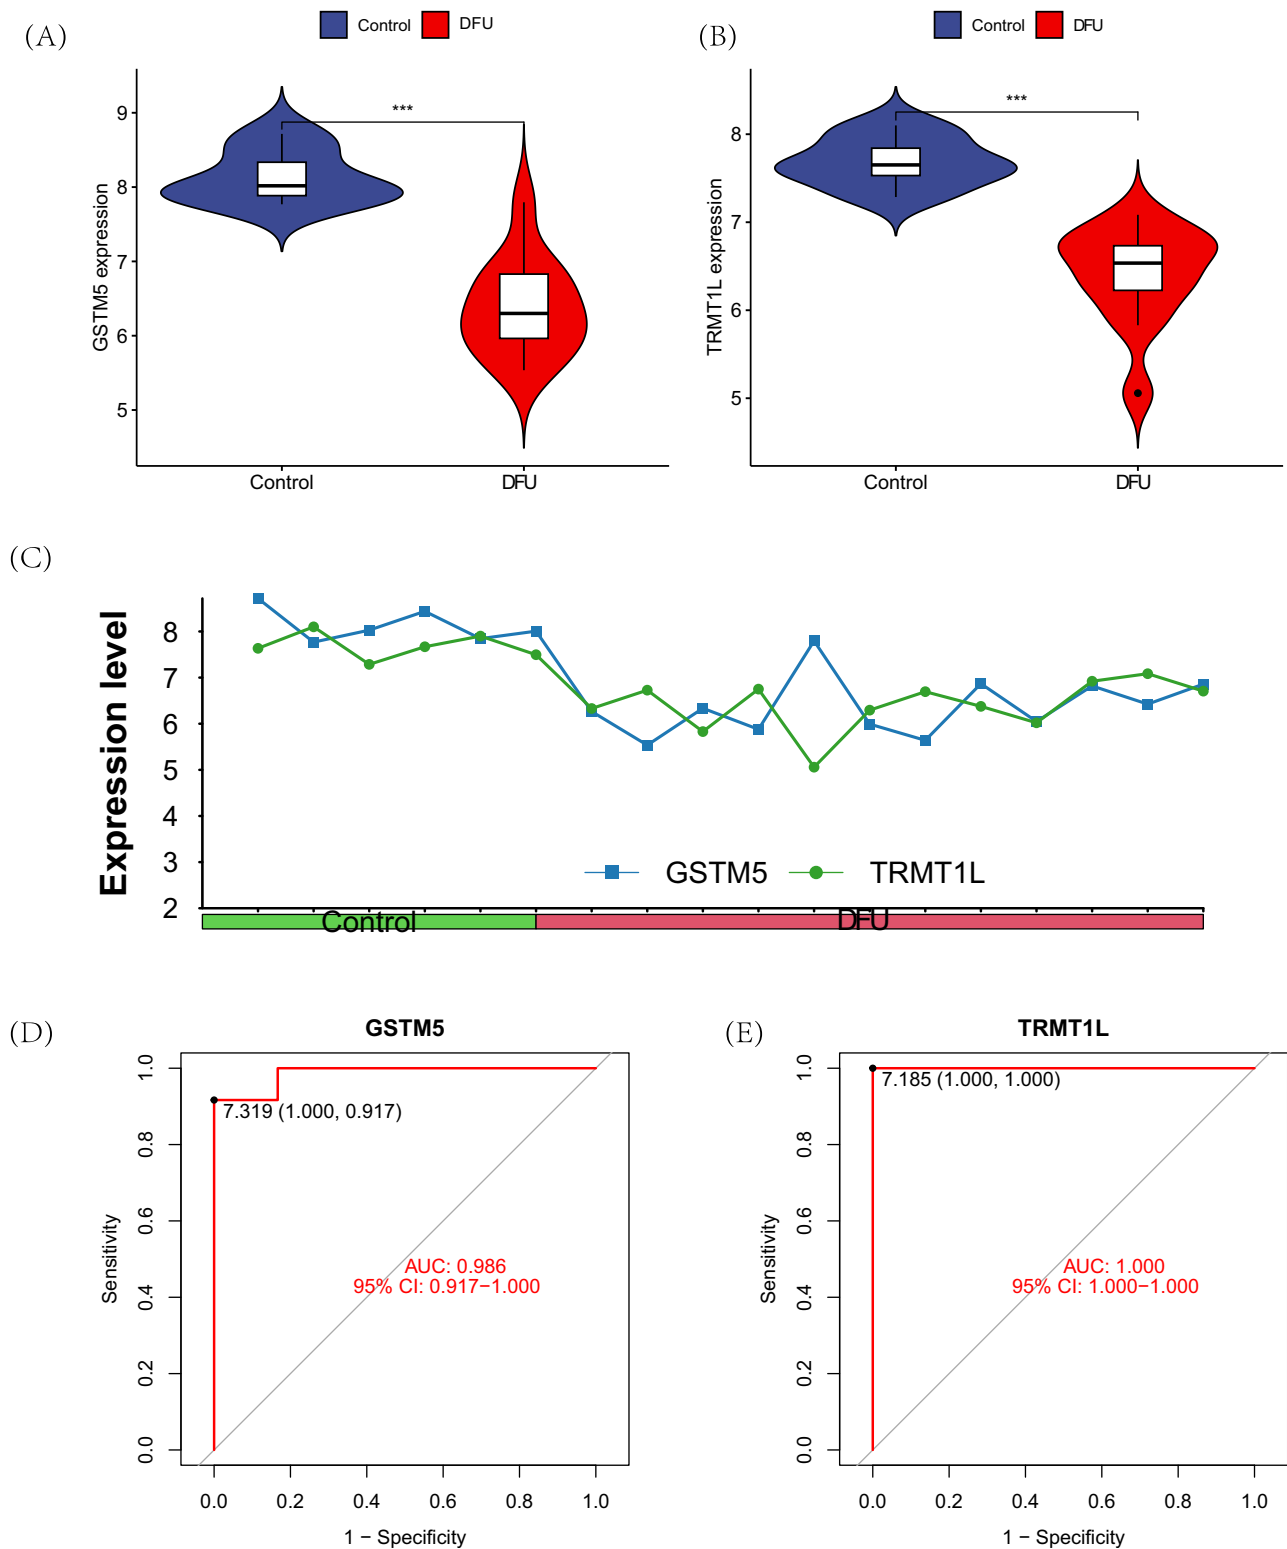 (A)
Control DFU
(B)
Control DFU
GSTM5 expression
9
8
7
6
5
***
Control DFU
TRMT1L expression
8
7
6
5
***
Control DFU
(C)
Expression level
8
7
6
5
4
3
2
GSTM5 TRMT1L
Control DFU
(D)
GSTM5
Sensitivity
1.0
0.8
0.6
0.4
0.2
0.0
7.319 (1.000, 0.917)
AUC: 0.986
95% CI: 0.917−1.000
0.0 0.2 0.4 0.6 0.8 1.0
1 − Specificity
(E)
TRMT1L
Sensitivity
1.0
0.8
0.6
0.4
0.2
0.0
7.185 (1.000, 1.000)
AUC: 1.000
95% CI: 1.000−1.000
0.0 0.2 0.4 0.6 0.8 1.0
1 − Specificity